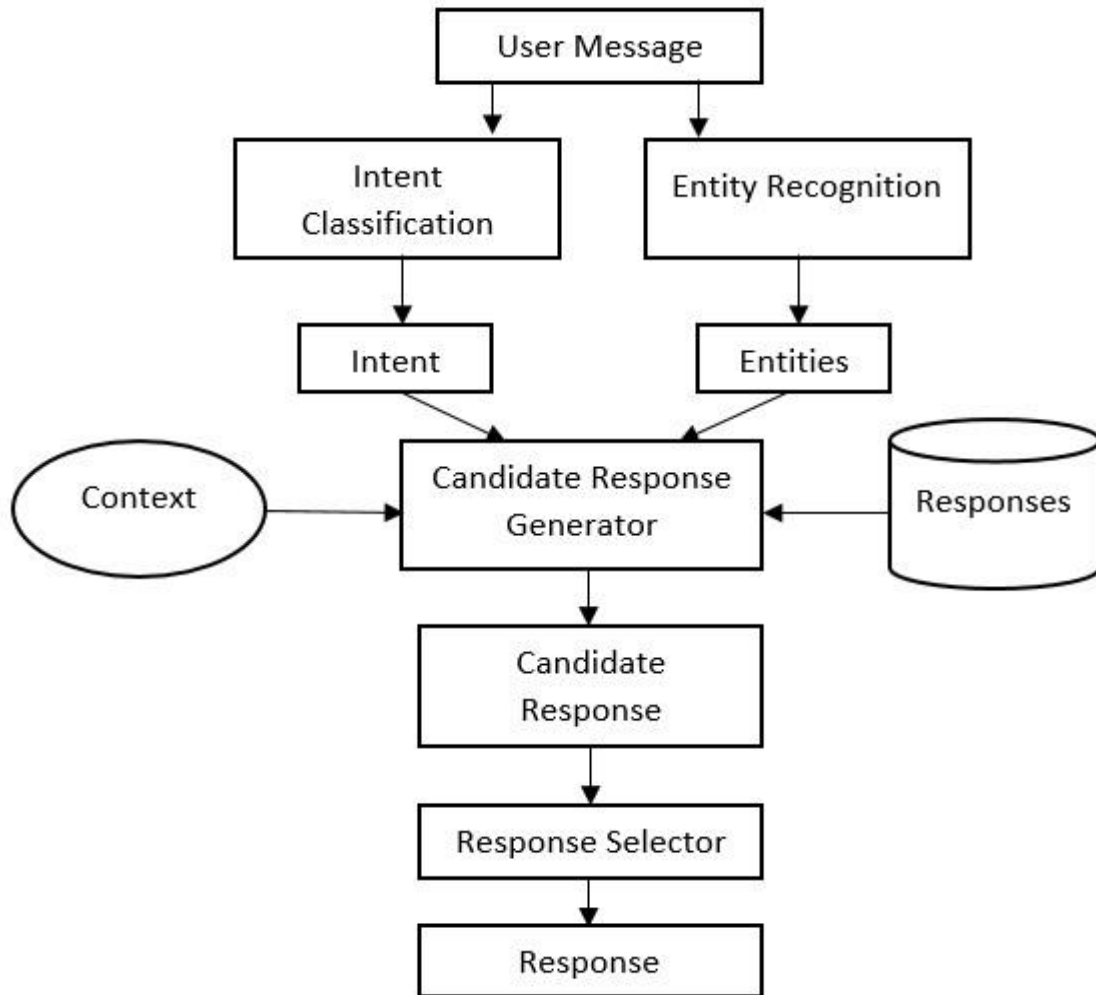 User Message
Intent
Classification
Entity Recognition
Intent
Entities
Context
Candidate Response
Generator
Responses
Candidate
Response
Response Selector
Response